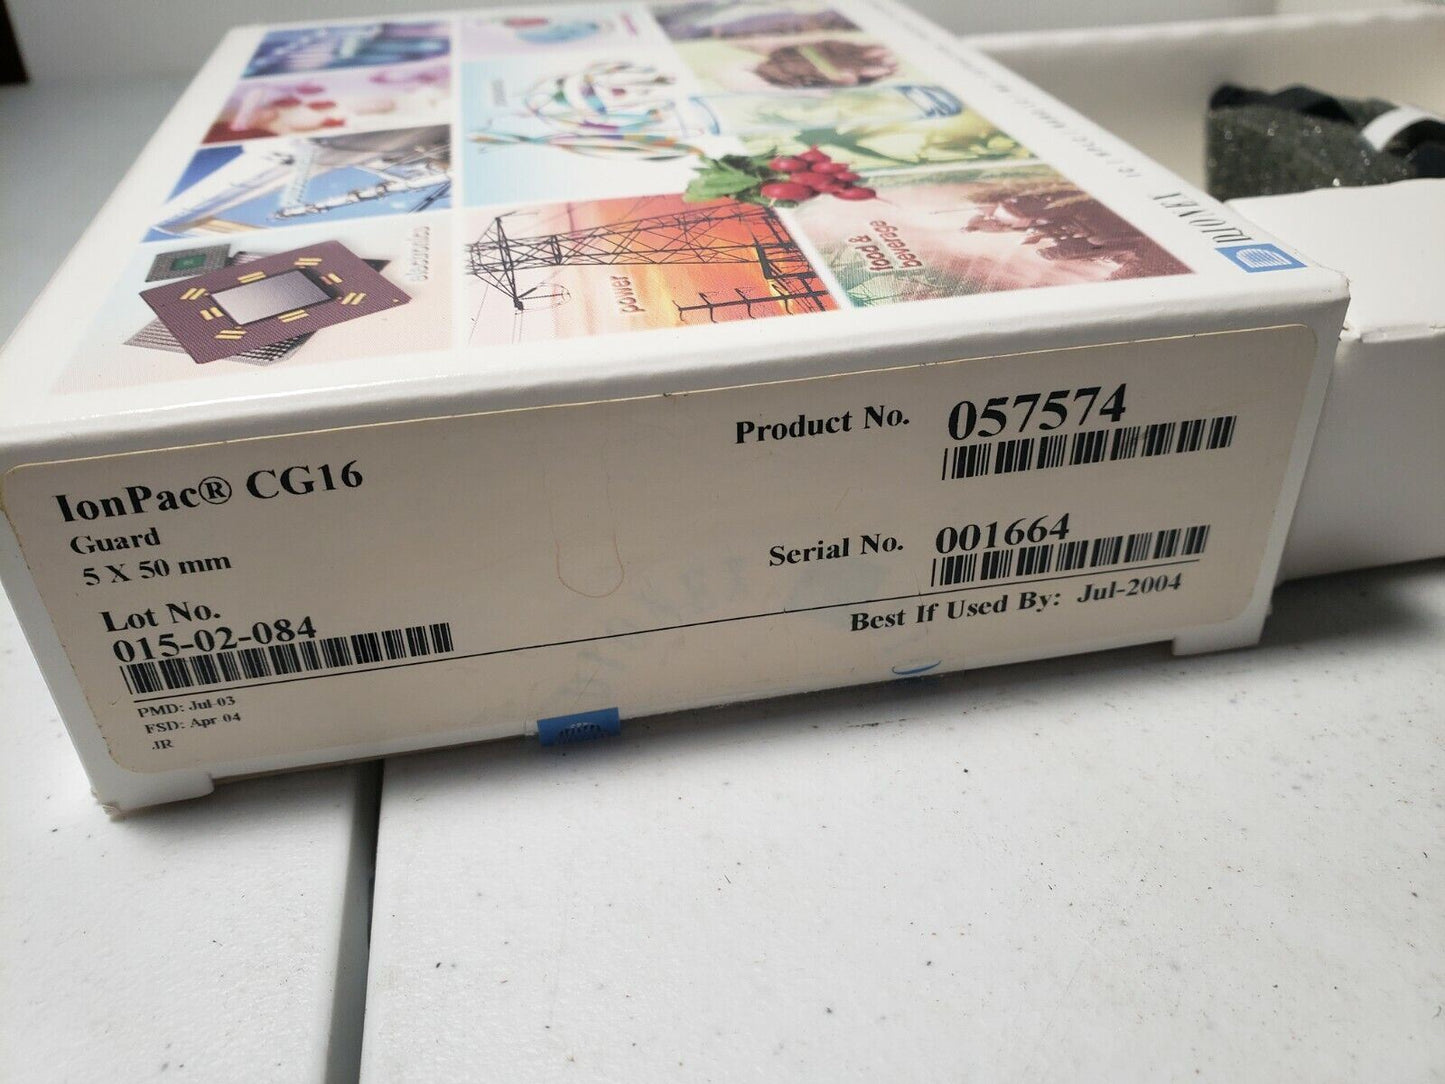 DIONEX
electronics
power
food &
beverage
IonPac® CG16
Guard
5 X 50 mm
Lot No.
015-02-084
PMD: Jul-03
FSD: Apr 04
JR
Product No. 057574
Serial No. 001664
Best If Used By: Jul-2004